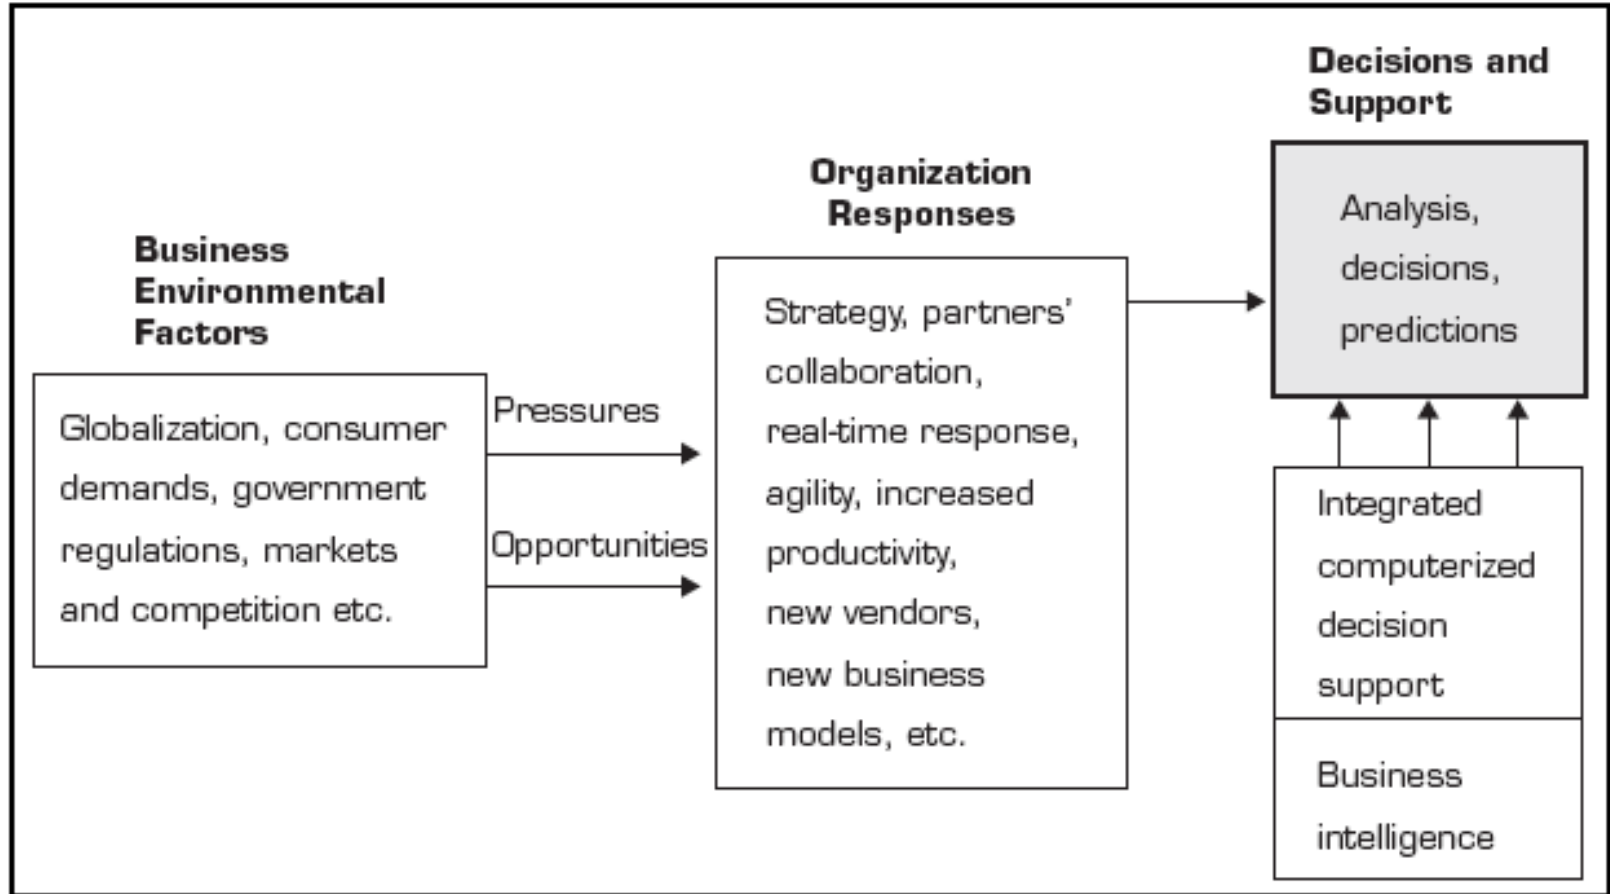 Business
Environmental
Factors
Globalization, consumer
demands, government
regulations, markets
and competition etc.
Pressures
Opportunities
Organization
Responses
Strategy, partners’
collaboration,
real-time response,
agility, increased
productivity,
new vendors,
new business
models, etc.
Decisions and
Support
Analysis,
decisions,
predictions
Integrated
computerized
decision
support
Business
intelligence